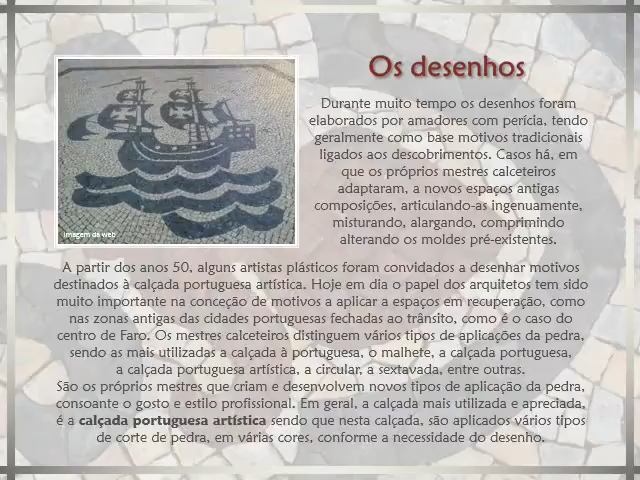 Os desenhos
Durante muito tempo os desenhos foram
elaborados por amadores com perícia, tendo
geralmente como base motivos tradicionais
ligados aos descobrimentos. Casos há, em
que os próprios mestres calceteiros
adaptaram, a novos espaços antigas
composições, articulando-as ingenuamente,
misturando, alargando, comprimindo
alterando os moldes pré-existentes.
Imagem da web
A partir dos anos 50, alguns artistas plásticos foram convidados a desenhar motivos
destinados à calçada portuguesa artística. Hoje em dia o papel dos arquitetos tem sido
muito importante na conceção de motivos a aplicar a espaços em recuperação, como
nas zonas antigas das cidades portuguesas fechadas ao trânsito, como é o caso do
centro de Faro. Os mestres calceteiros distinguem vários tipos de aplicações da pedra,
sendo as mais utilizadas a calçada à portuguesa, o malhete, a calçada portuguesa,
a calçada portuguesa artística, a circular, a sextavada, entre outras.
São os próprios mestres que criam e desenvolvem novos tipos de aplicação da pedra,
consoante o gosto e estilo profissional. Em geral, a calçada mais utilizada e apreciada,
é a calçada portuguesa artística sendo que nesta calçada, são aplicados vários tipos
de corte de pedra, em várias cores, conforme a necessidade do desenho.